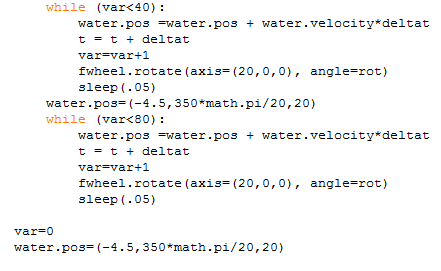 while (var<40):
water.pos =water.pos + water.velocity*deltat
t = t + deltat
var=var+1
fwheel.rotate(axis=(20,0,0), angle=rot)
sleep(.05)
water.pos=(-4.5,350*math.pi/20,20)
while (var<80):
water.pos =water.pos + water.velocity*deltat
t = t + deltat
var=var+1
fwheel.rotate(axis=(20,0,0), angle=rot)
sleep(.05)
var=0
water.pos=(-4.5,350*math.pi/20,20)